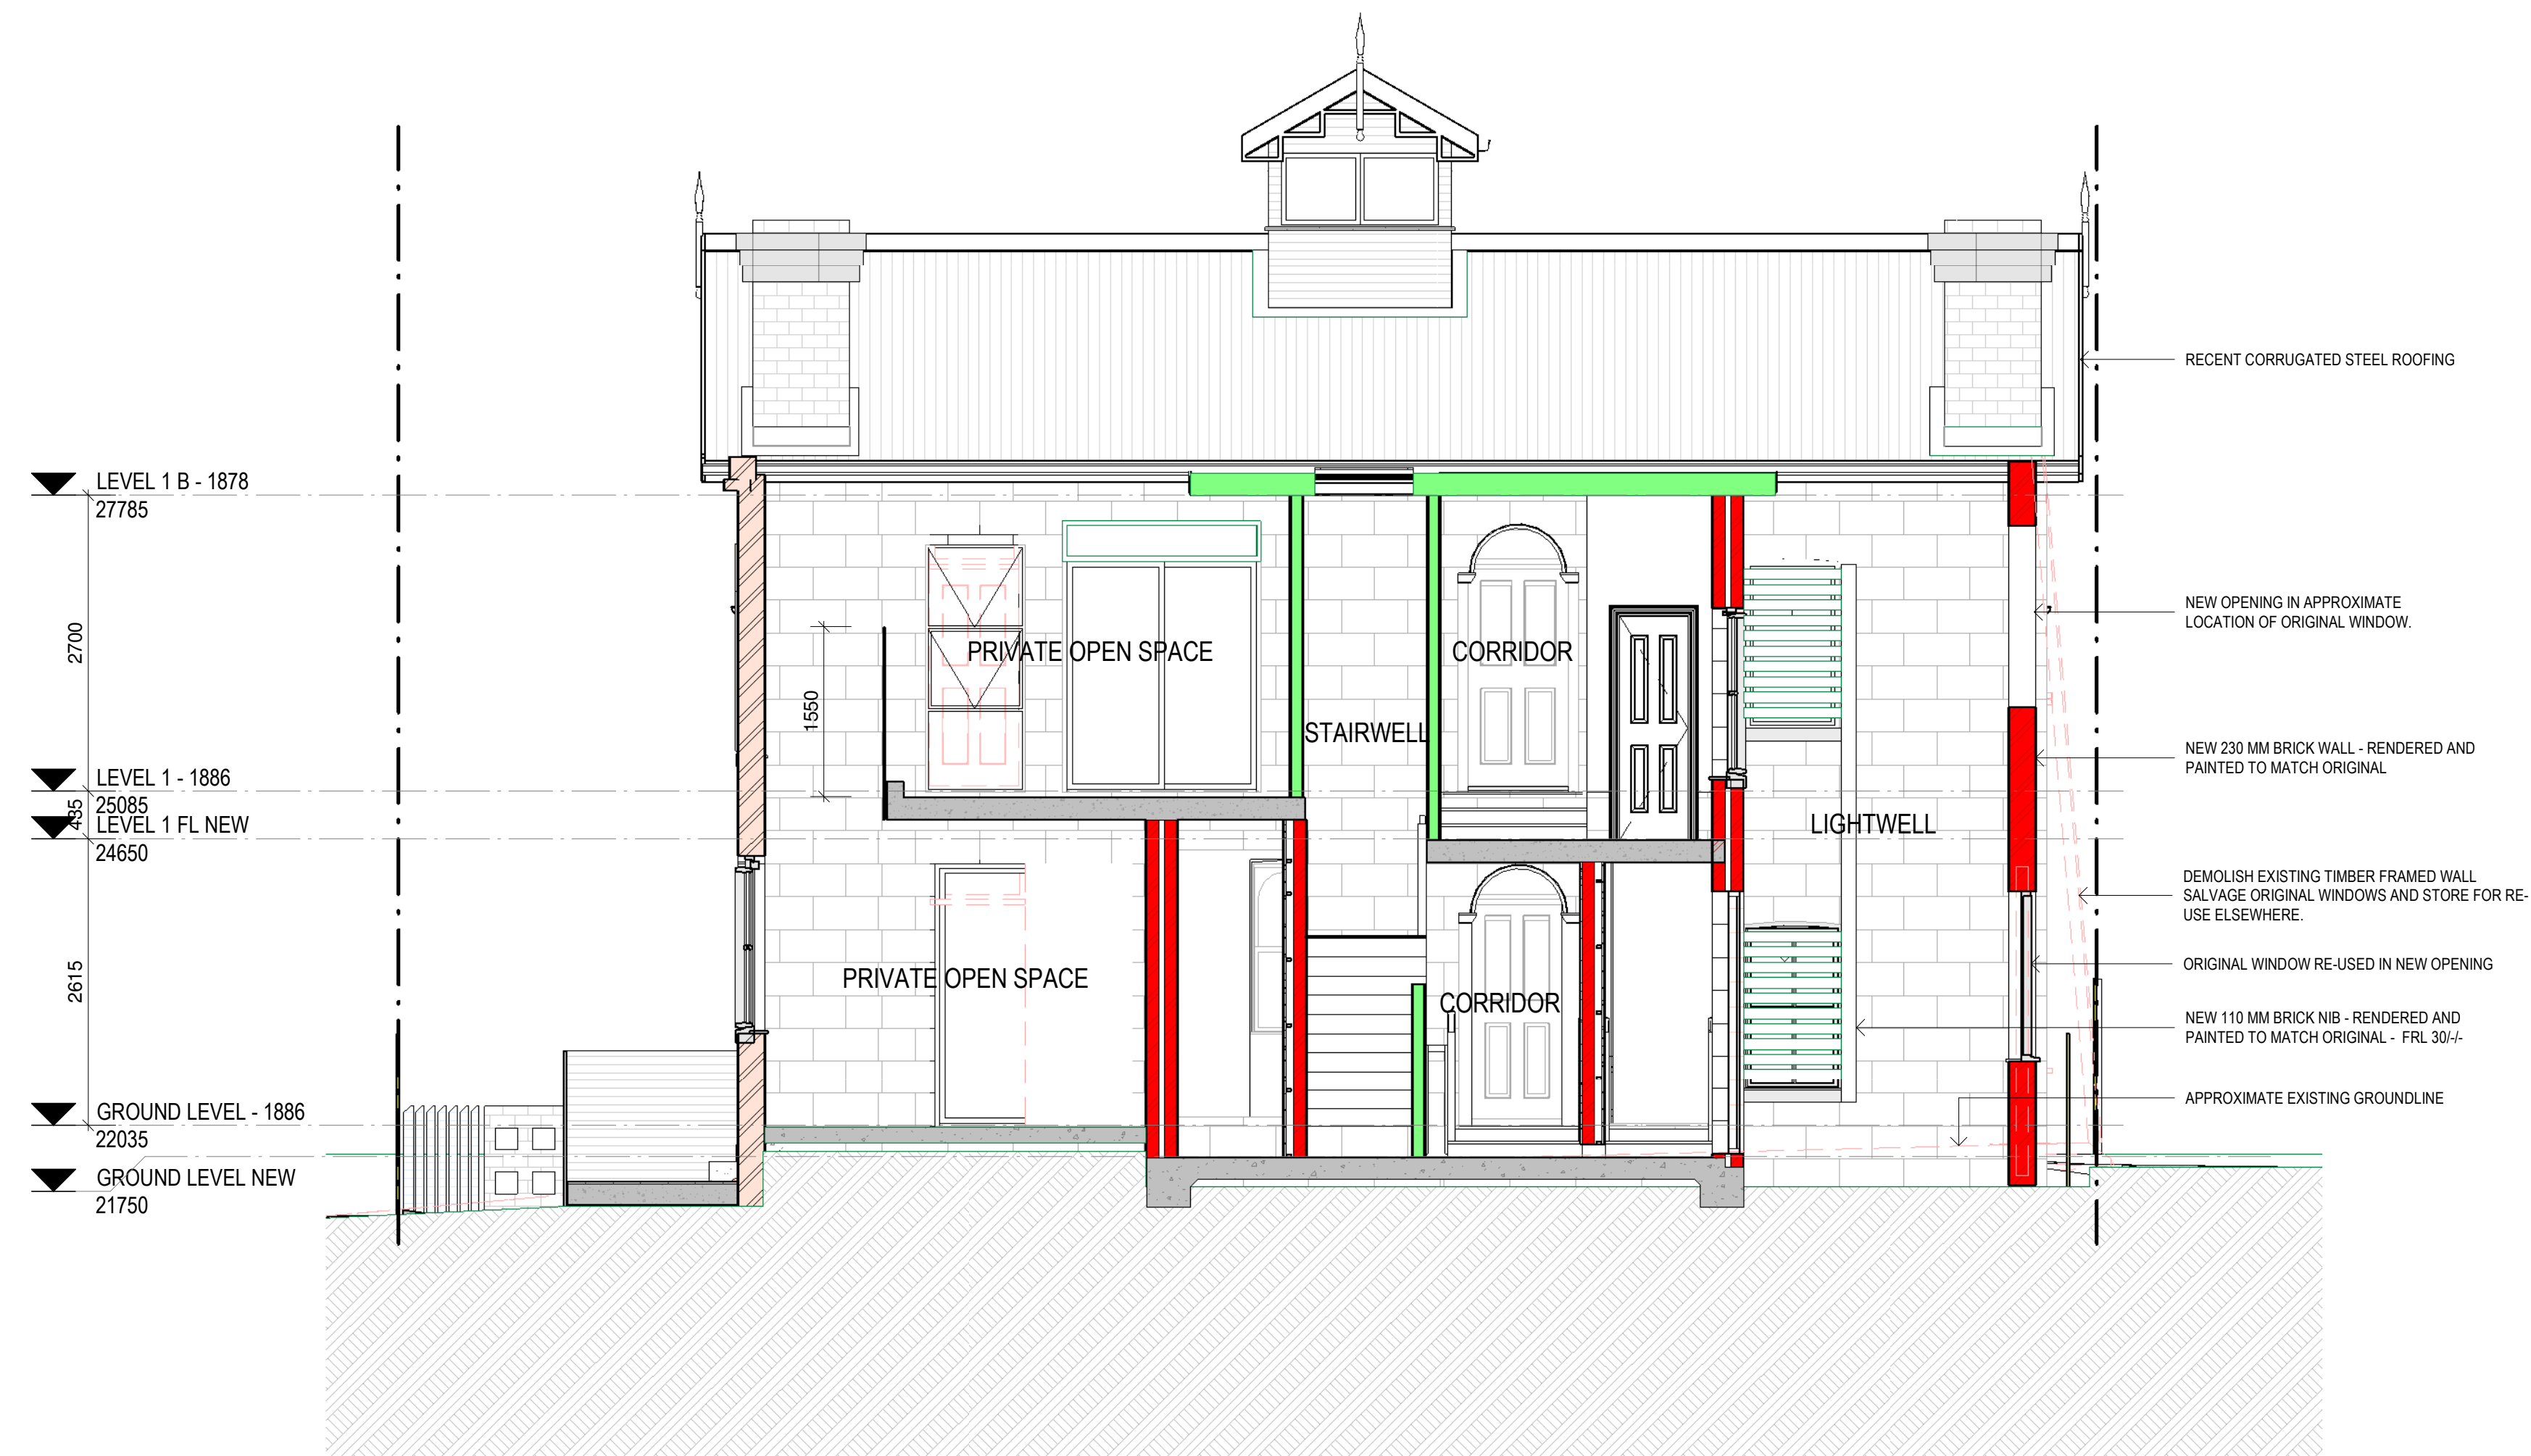 RECENT CORRUGATED STEEL ROOFING
LEVEL 1 B - 1878
27785
2700
NEW OPENING IN APPROXIMATE
LOCATION OF ORIGINAL WINDOW.
PRIVATE OPEN SPACE
CORRIDOR
1550
STAIRWELL
NEW 230 MM BRICK WALL - RENDERED AND
PAINTED TO MATCH ORIGINAL
LEVEL 1 - 1886
25085
435
LEVEL 1 FL NEW
24650
LIGHTWELL
DEMOLISH EXISTING TIMBER FRAMED WALL
SALVAGE ORIGINAL WINDOWS AND STORE FOR RE-
USE ELSEWHERE.
2615
PRIVATE OPEN SPACE
CORRIDOR
ORIGINAL WINDOW RE-USED IN NEW OPENING
NEW 110 MM BRICK NIB - RENDERED AND
PAINTED TO MATCH ORIGINAL - FRL 30/-/-
APPROXIMATE EXISTING GROUNDLINE
GROUND LEVEL - 1886
22035
GROUND LEVEL NEW
21750